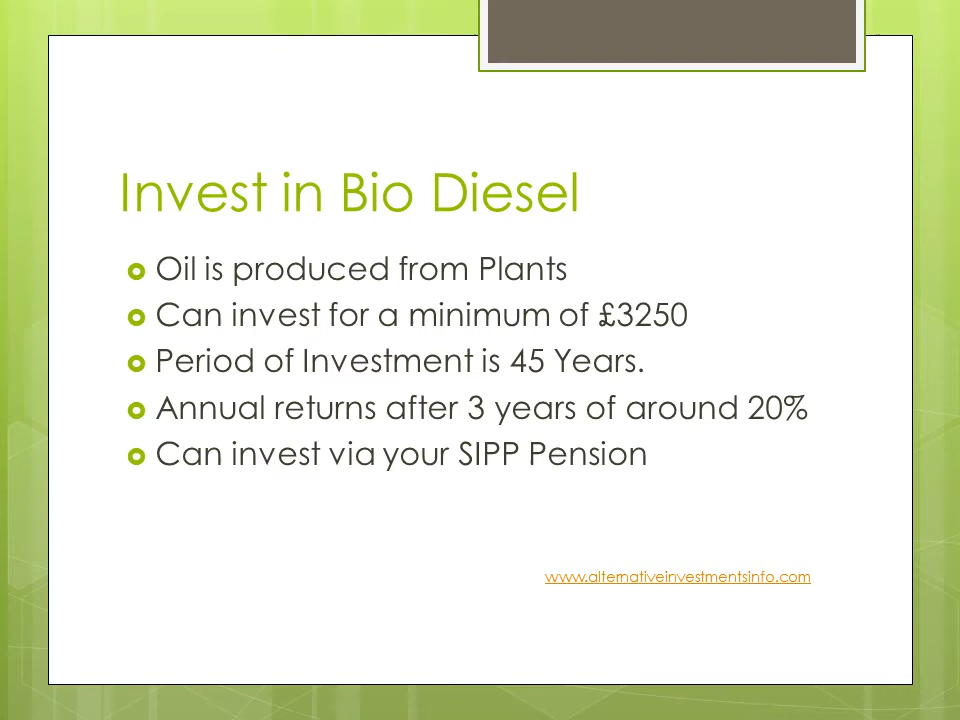 Invest in Bio Diesel
Oil is produced from Plants
Can invest for a minimum of £3250
Period of Investment is 45 Years.
Annual returns after 3 years of around 20%
Can invest via your SIPP Pension
www.alternativeinvestmentsinfo.com